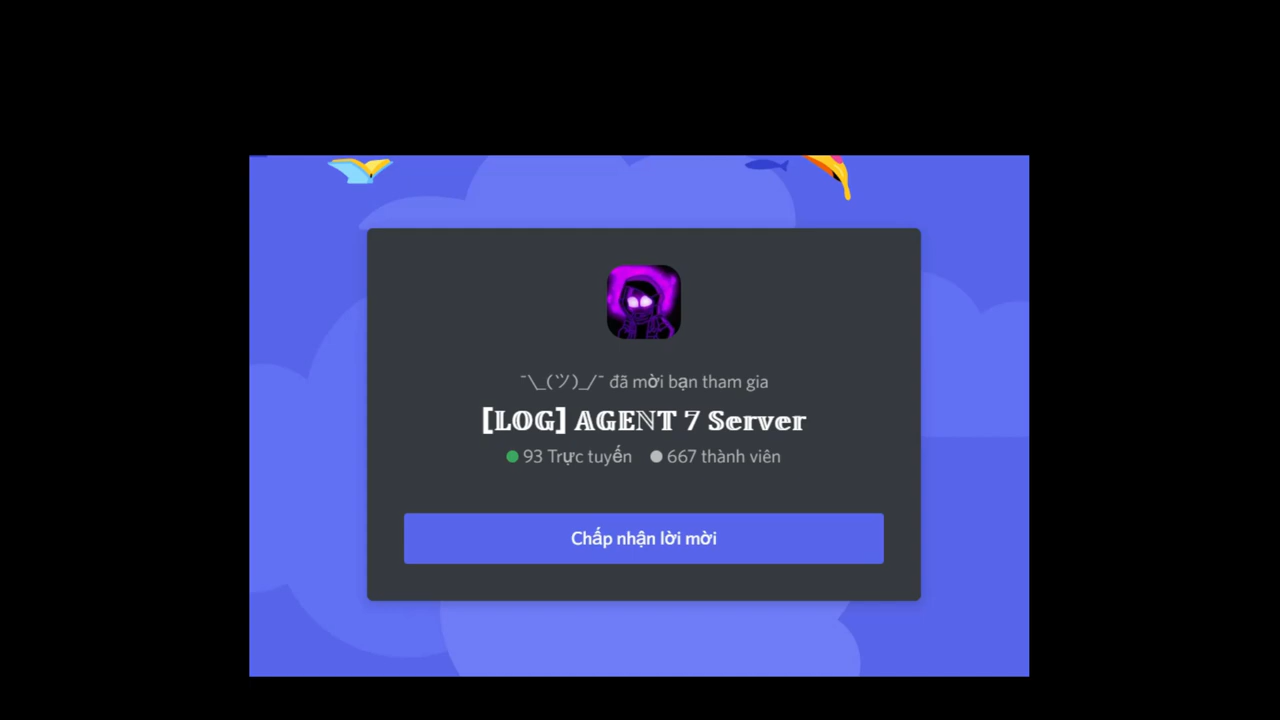 ¯\_(ツ)_/¯ đã mời bạn tham gia
[𝕃𝕆𝔾] 𝔸𝔾𝔼ℕ𝕋 𝟟 𝕊𝕖𝕣𝕧𝕖𝕣
93 Trực tuyến 667 thành viên
Chấp nhận lời mời